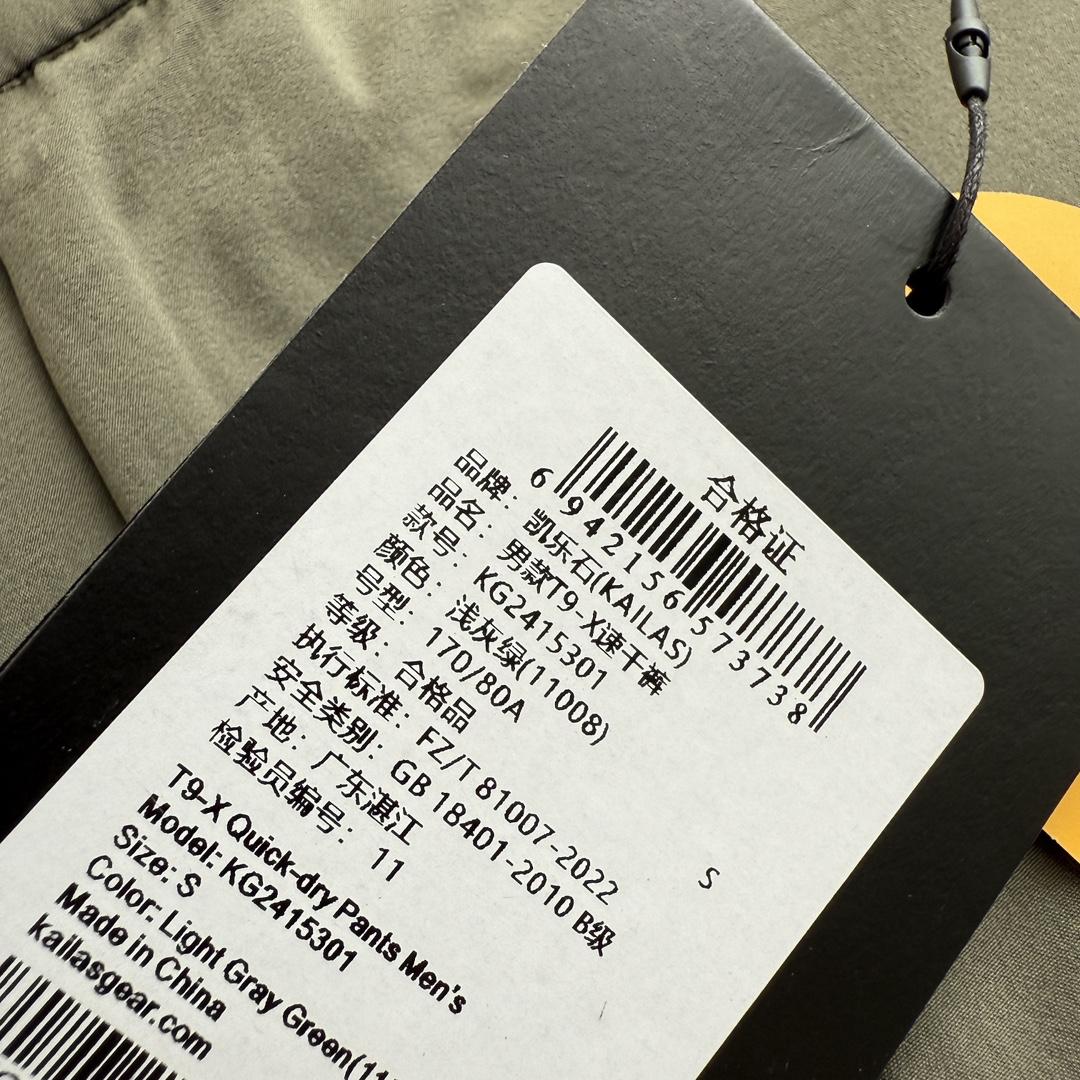 合格证
6 942156 573738
品牌： 凯乐石(KAILAS)
品名： 男款T9-X速干裤
款号： KG2415301
颜色： 浅灰绿(11008)
号型： 170/80A
等级： 合格品
执行标准： FZ/T 81007-2022 S
安全类别： GB 18401-2010 B级
产地： 广东湛江
检验员编号： 11
T9-X Quick-dry Pants Men's
Model: KG2415301
Size: S
Color: Light Gray Green(11
Made in China
kailasgear.com